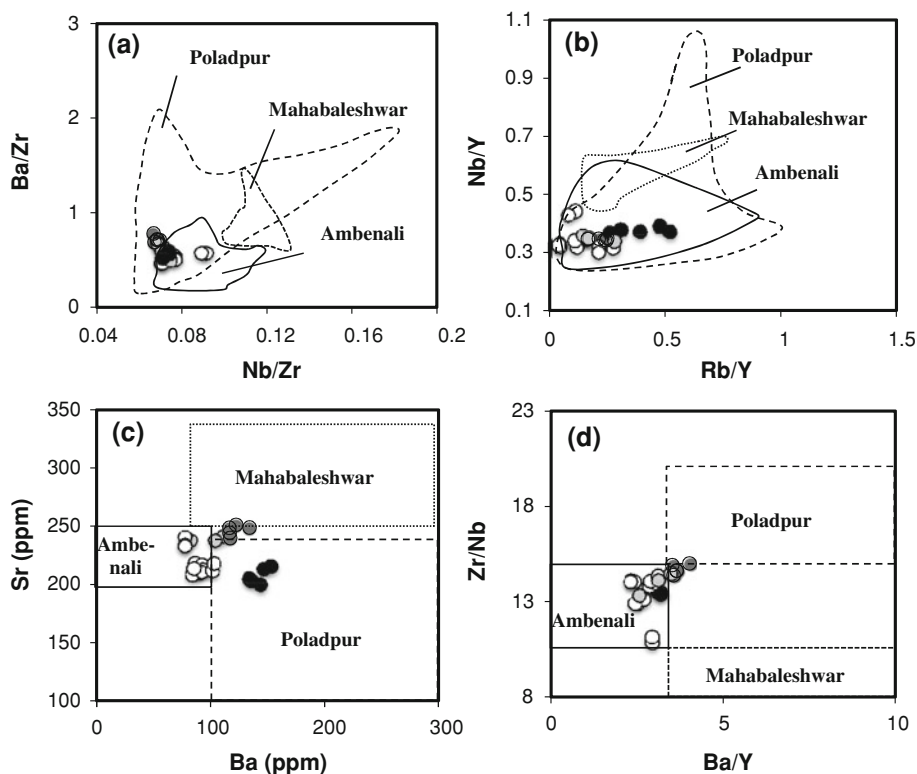 (a)
3
2
1
0
Ba/Zr
Poladpur
Mahabaleshwar
Ambenali
0.04
0.08
0.12
0.16
0.2
Nb/Zr
(b)
1.1
0.9
0.7
0.5
0.3
0.1
Nb/Y
Poladpur
Mahabaleshwar
Ambenali
0
0.5
1
1.5
Rb/Y
(c)
350
300
250
200
150
100
Sr (ppm)
Mahabaleshwar
Ambe-
nali
Poladpur
0
100
200
300
Ba (ppm)
(d)
23
18
13
8
Zr/Nb
Poladpur
Ambenali
Mahabaleshwar
0
5
10
Ba/Y